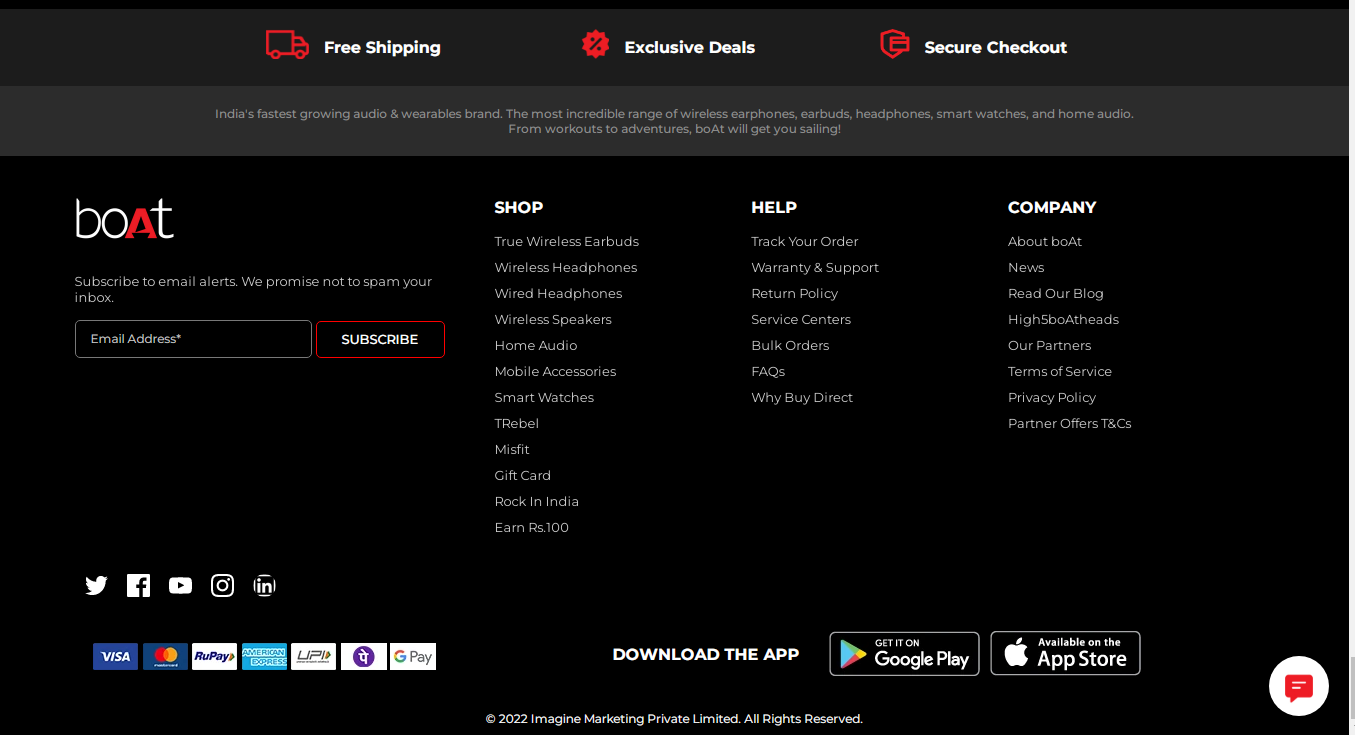 Free Shipping
Exclusive Deals
Secure Checkout
India's fastest growing audio & wearables brand. The most incredible range of wireless earphones, earbuds, headphones, smart watches, and home audio.
From workouts to adventures, boAt will get you sailing!
boAt
Subscribe to email alerts. We promise not to spam your
inbox.
Email Address*
SUBSCRIBE
SHOP
True Wireless Earbuds
Wireless Headphones
Wired Headphones
Wireless Speakers
Home Audio
Mobile Accessories
Smart Watches
TRebel
Misfit
Gift Card
Rock In India
Earn Rs.100
HELP
Track Your Order
Warranty & Support
Return Policy
Service Centers
Bulk Orders
FAQs
Why Buy Direct
COMPANY
About boAt
News
Read Our Blog
High5boAtheads
Our Partners
Terms of Service
Privacy Policy
Partner Offers T&Cs
in
VISA
mastercard
RuPay
AMERICAN
EXPRESS
UPI
पे
G Pay
DOWNLOAD THE APP
GET IT ON
Google Play
Available on the
App Store
© 2022 Imagine Marketing Private Limited. All Rights Reserved.